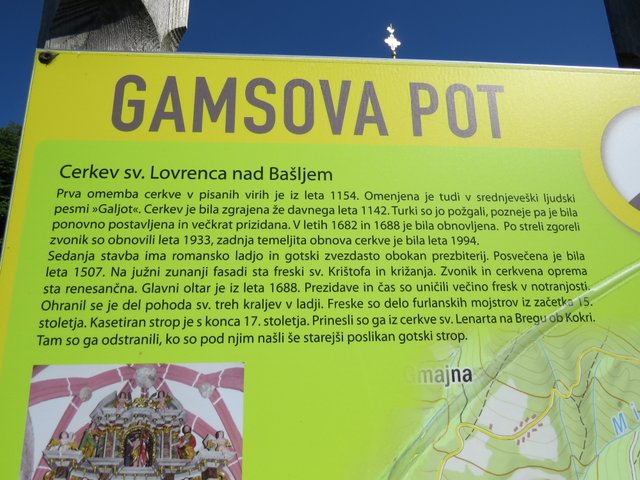 GAMSOVA POT
Cerkev sv. Lovrenca nad Bašljem
Prva omemba cerkve v pisanih virih je iz leta 1154. Omenjena je tudi v srednjeveški ljudski
pesmi »Galjot«. Cerkev je bila zgrajena že davnega leta 1142. Turki so jo požgali, pozneje pa je bila
ponovno postavljena in večkrat prizidana. V letih 1682 in 1688 je bila obnovljena. Po streli zgoreli
zvonik so obnovili leta 1933, zadnja temeljita obnova cerkve je bila leta 1994.
Sedanja stavba ima romansko ladjo in gotski zvezdasto obokan prezbiterij. Posvečena je bila
leta 1507. Na južni zunanji fasadi sta freski sv. Krištofa in križanja. Zvonik in cerkvena oprema
sta renesančna. Glavni oltar je iz leta 1688. Prezidave in čas so uničili večino fresk v notranjosti.
Ohranil se je del pohoda sv. treh kraljev v ladji. Freske so delo furlanskih mojstrov iz začetka 15.
stoletja. Kasetiran strop je s konca 17. stoletja. Prinesli so ga iz cerkve sv. Lenarta na Bregu ob Kokri.
Tam so ga odstranili, ko so pod njim našli še starejši poslikan gotski strop.
Gmajna
M i